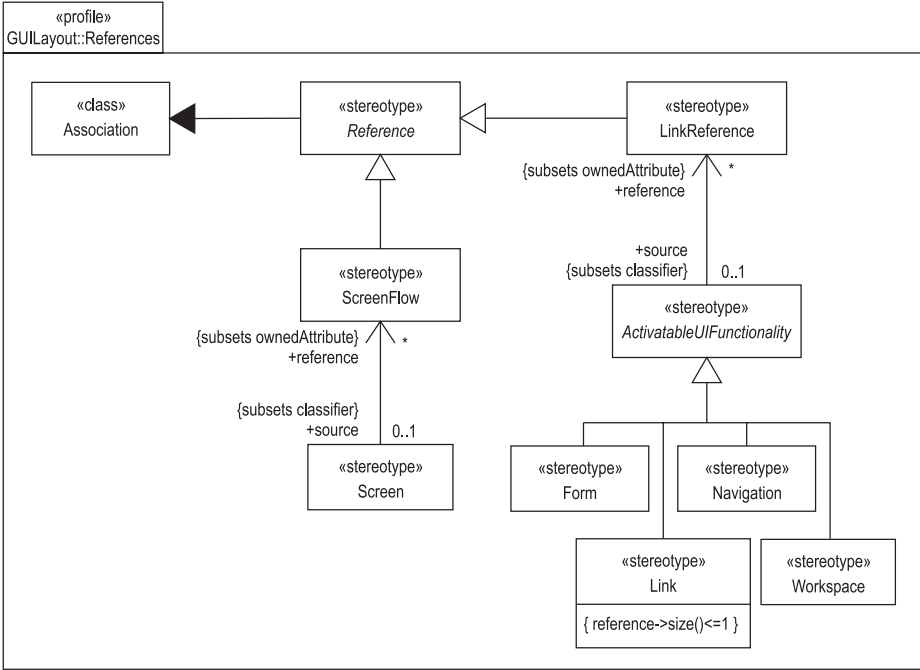 «profile»
GUILayout::References
«class»
Association
«stereotype»
Reference
«stereotype»
LinkReference
{subsets ownedAttribute}
+reference
*
+source
{subsets classifier}
0..1
«stereotype»
ScreenFlow
«stereotype»
ActivatableUIFunctionality
{subsets ownedAttribute}
+reference
*
{subsets classifier}
+source
0..1
«stereotype»
Screen
«stereotype»
Form
«stereotype»
Navigation
«stereotype»
Link
{ reference->size()<=1 }
«stereotype»
Workspace